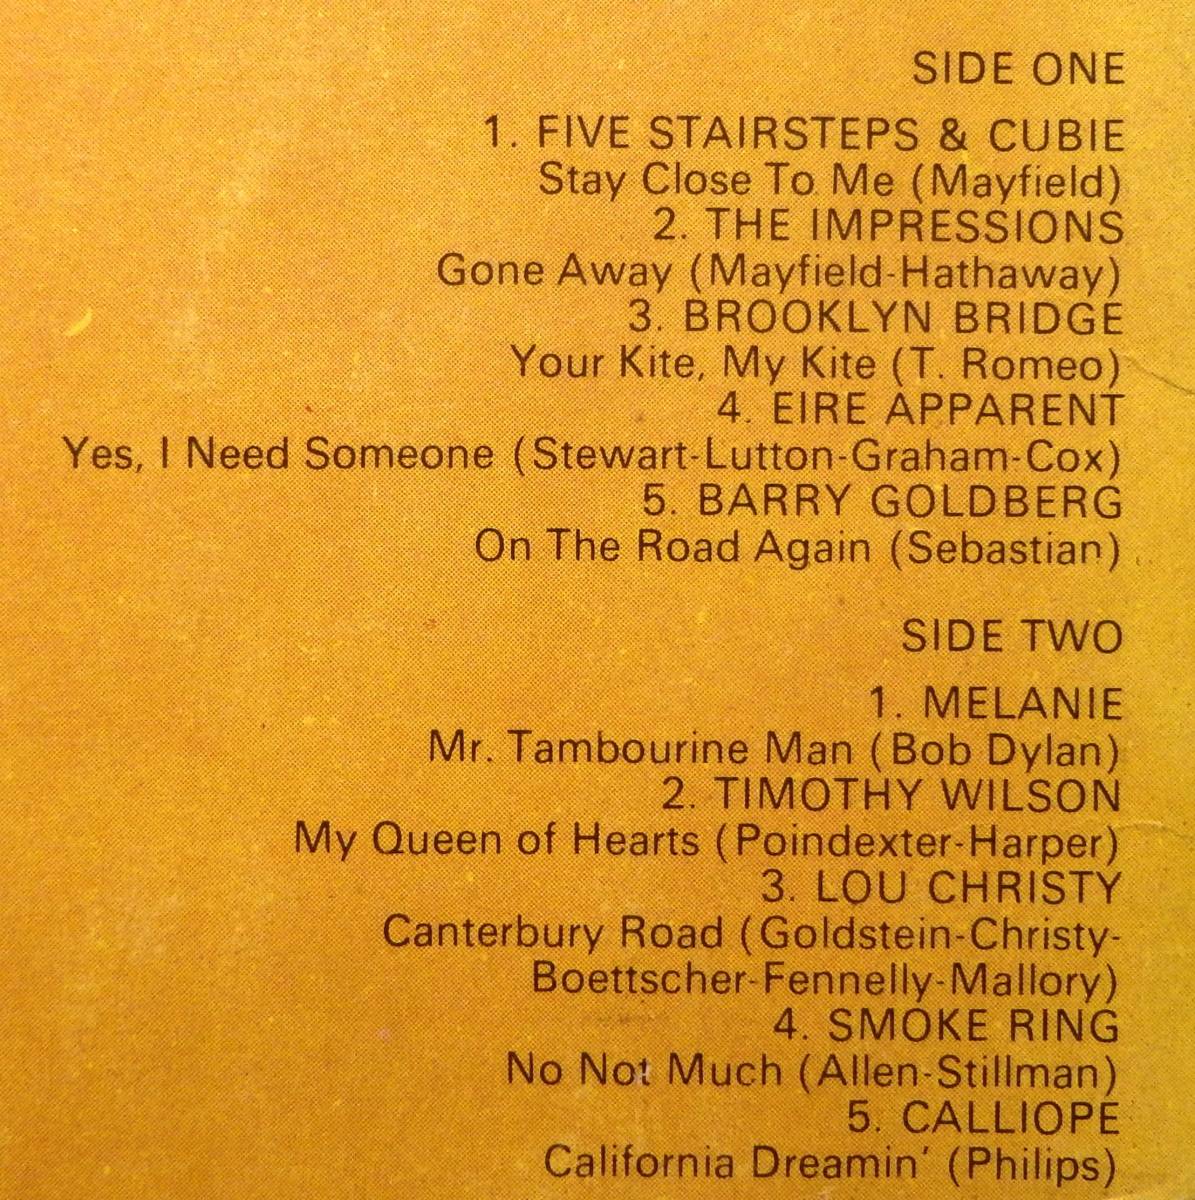 SIDE ONE
1. FIVE STAIRSTEPS & CUBIE
Stay Close To Me (Mayfield)
2. THE IMPRESSIONS
Gone Away (Mayfield-Hathaway)
3. BROOKLYN BRIDGE
Your Kite, My Kite (T. Romeo)
4. EIRE APPARENT
Yes, I Need Someone (Stewart-Lutton-Graham-Cox)
5. BARRY GOLDBERG
On The Road Again (Sebastian)
SIDE TWO
1. MELANIE
Mr. Tambourine Man (Bob Dylan)
2. TIMOTHY WILSON
My Queen of Hearts (Poindexter-Harper)
3. LOU CHRISTY
Canterbury Road (Goldstein-Christy-
Boettscher-Fennelly-Mallory)
4. SMOKE RING
No Not Much (Allen-Stillman)
5. CALLIOPE
California Dreamin' (Philips)